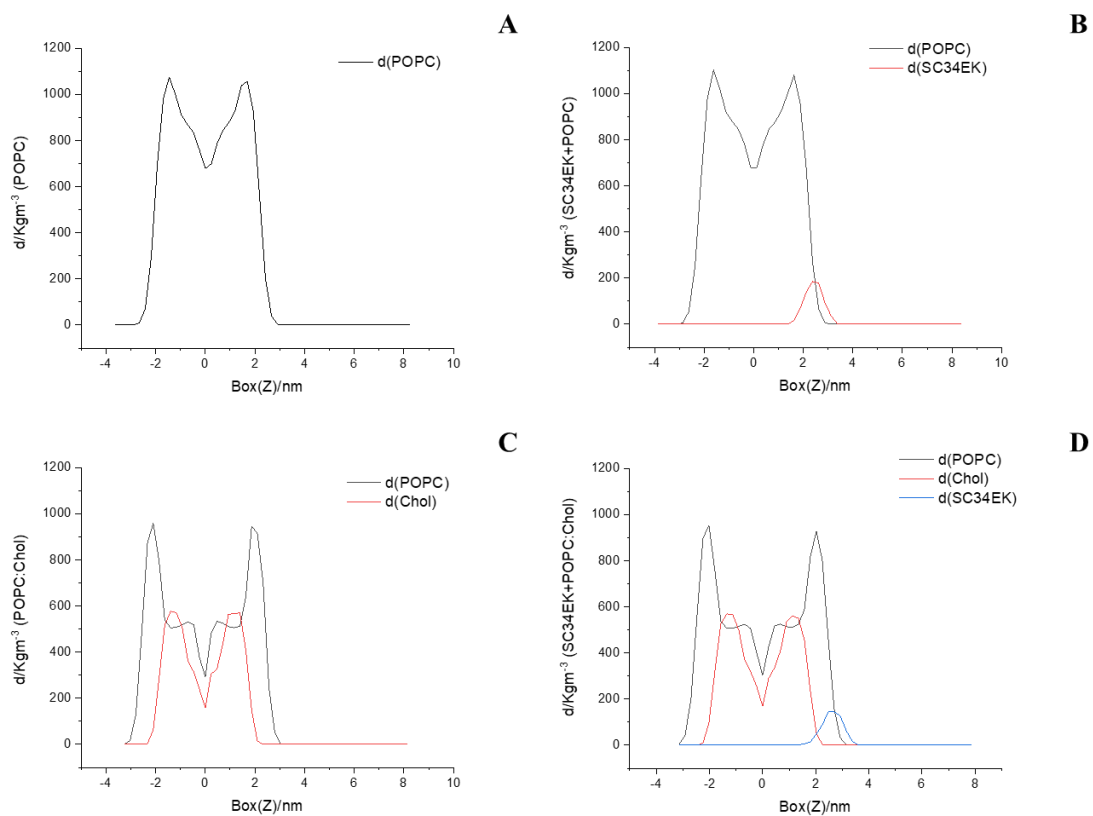 A
d(POPC)
d/Kgm⁻³ (POPC)
1200
1000
800
600
400
200
0
-4 -2 0 2 4 6 8 10
Box(Z)/nm
B
d(POPC)
d(SC34EK)
d/Kgm⁻³ (SC34EK+POPC)
1200
1000
800
600
400
200
0
-4 -2 0 2 4 6 8 10
Box(Z)/nm
C
d(POPC)
d(Chol)
d/Kgm⁻³ (POPC:Chol)
1200
1000
800
600
400
200
0
-4 -2 0 2 4 6 8 10
Box(Z)/nm
D
d(POPC)
d(Chol)
d(SC34EK)
d/Kgm⁻³ (SC34EK+POPC:Chol)
1200
1000
800
600
400
200
0
-4 -2 0 2 4 6 8
Box(Z)/nm